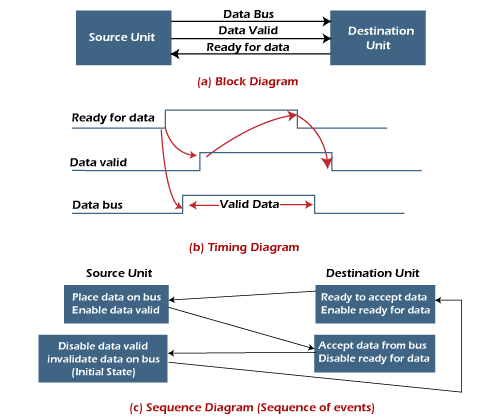 Source Unit
Data Bus
Data Valid
Ready for data
Destination
Unit
(a) Block Diagram
Ready for data
Data valid
Data bus
Valid Data
(b) Timing Diagram
Source Unit
Destination Unit
Place data on bus
Enable data valid
Ready to accept data
Enable ready for data
Disable data valid
invalidate data on bus
(Initial State)
Accept data from bus
Disable ready for data
(c) Sequence Diagram (Sequence of events)